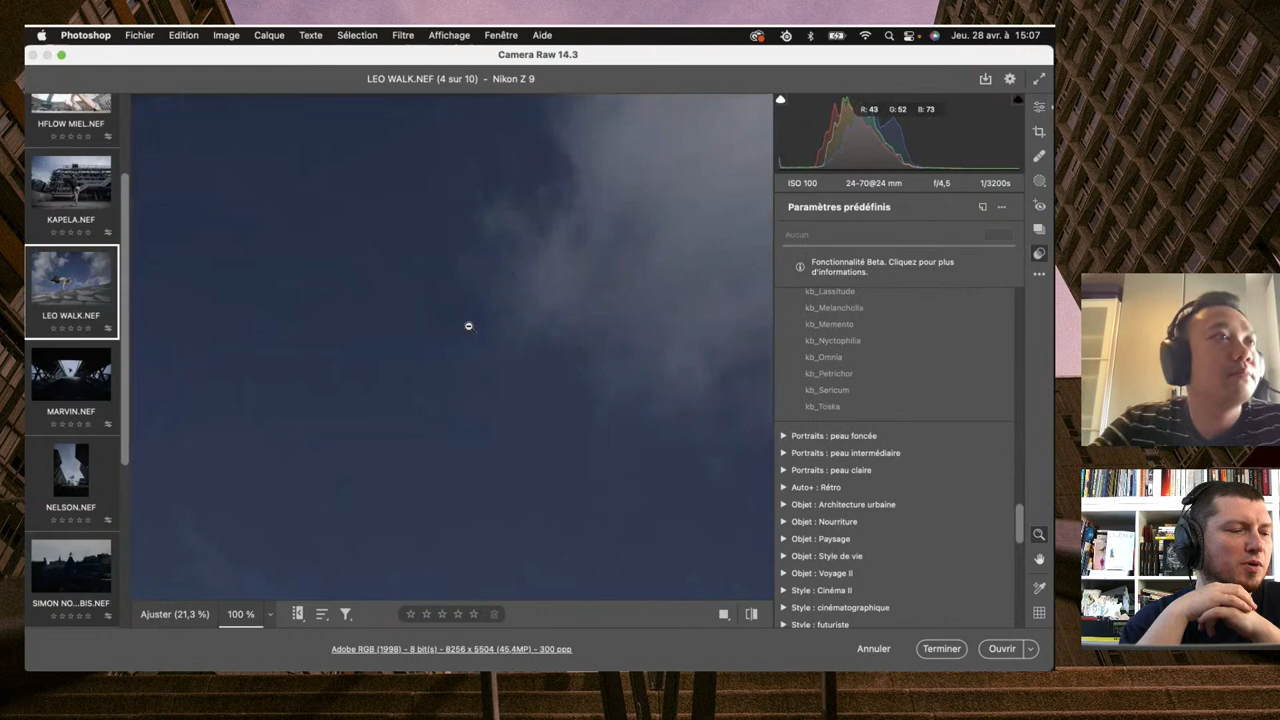 Photoshop Fichier Edition Image Calque Texte Sélection Filtre Affichage Fenêtre Aide Jeu. 28 avr. à 15:07
Camera Raw 14.3
LEO WALK.NEF (4 sur 10) - Nikon Z 9
HFLOW MIEL.NEF
KAPELA.NEF
LEO WALK.NEF
MARVIN.NEF
NELSON.NEF
SIMON NO...BIS.NEF
R: 43 G: 52 B: 73
ISO 100 24-70@24 mm f/4,5 1/3200s
Paramètres prédéfinis
Aucun
Fonctionnalité Beta. Cliquez pour plus
d'informations.
kb_Lassitude
kb_Melancholia
kb_Memento
kb_Nyctophilia
kb_Omnia
kb_Petrichor
kb_Sericum
kb_Toska
Portraits : peau foncée
Portraits : peau intermédiaire
Portraits : peau claire
Auto+ : Rétro
Objet : Architecture urbaine
Objet : Nourriture
Objet : Paysage
Objet : Style de vie
Objet : Voyage II
Style : Cinéma II
Style : cinématographique
Style : futuriste
Ajuster (21,3 %) 100 %
Adobe RGB (1998) - 8 bit(s) - 8256 x 5504 (45,4MP) - 300 ppp
Annuler Terminer Ouvrir